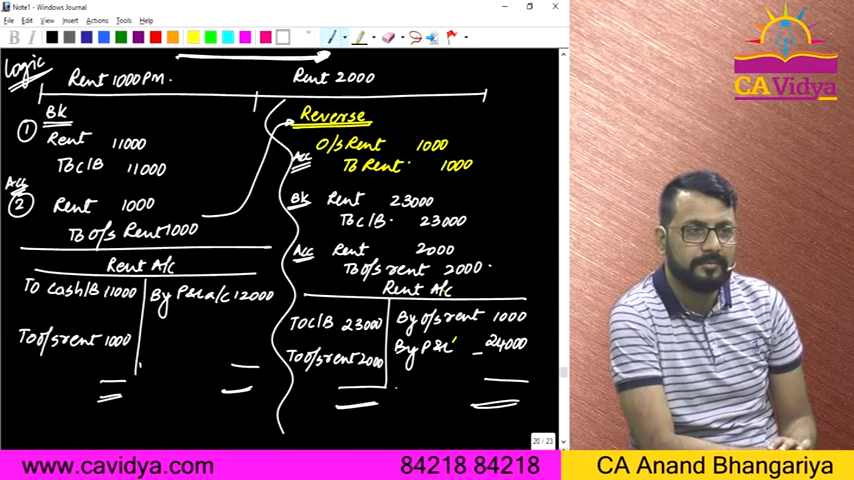 Note1 - Windows Journal
File Edit View Insert Actions Tools Help
B I
Logic
Rent 1000 pm.
Rent 2000
Bk
1
Rent 11000
To C/B 11000
Acc
2
Rent 1000
To O/s Rent 1000
Rent A/c
To Cash/B 11000
By P&L a/c 12000
To o/s rent 1000
Reverse
O/s Rent 1000
Acc
To Rent 1000
Bk Rent 23000
To C/B. 23000
Acc Rent 2000
To o/s rent 2000.
Rent A/c
To C/B 23000
By o/s rent 1000
To o/s rent 2000
By P&L 24000
20 / 23
CA Vidya
www.cavidya.com
84218 84218
CA Anand Bhangariya